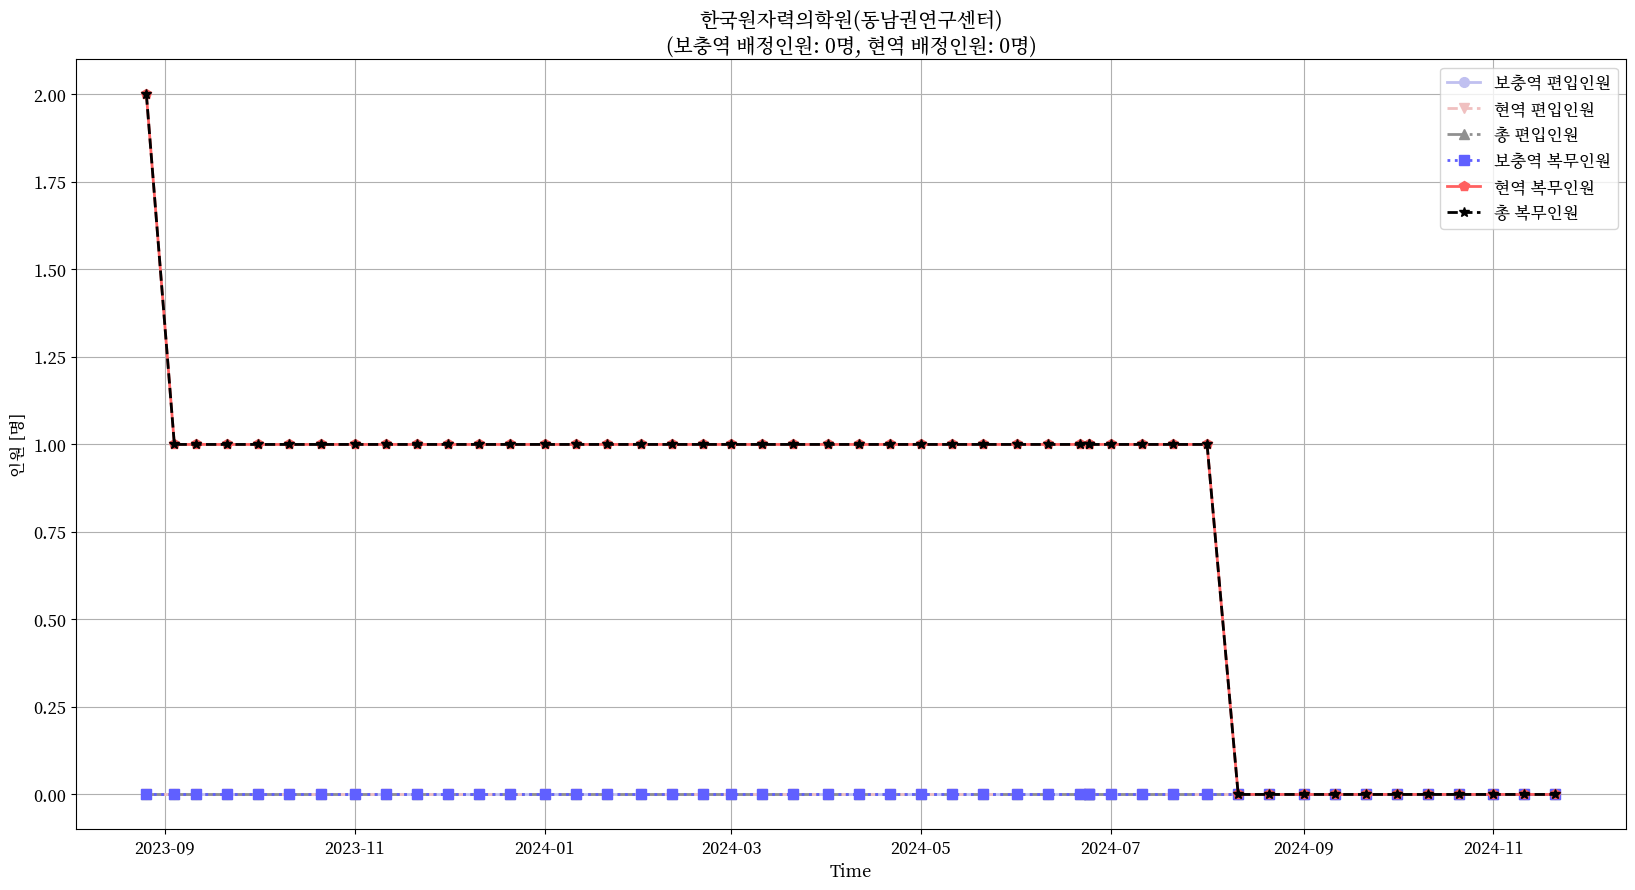 한국원자력의학원(동남권연구센터)
(보충역 배정인원: 0명, 현역 배정인원: 0명)
보충역 편입인원
현역 편입인원
총 편입인원
보충역 복무인원
현역 복무인원
총 복무인원
인원 [명]
2.00
1.75
1.50
1.25
1.00
0.75
0.50
0.25
0.00
2023-09
2023-11
2024-01
2024-03
2024-05
2024-07
2024-09
2024-11
Time